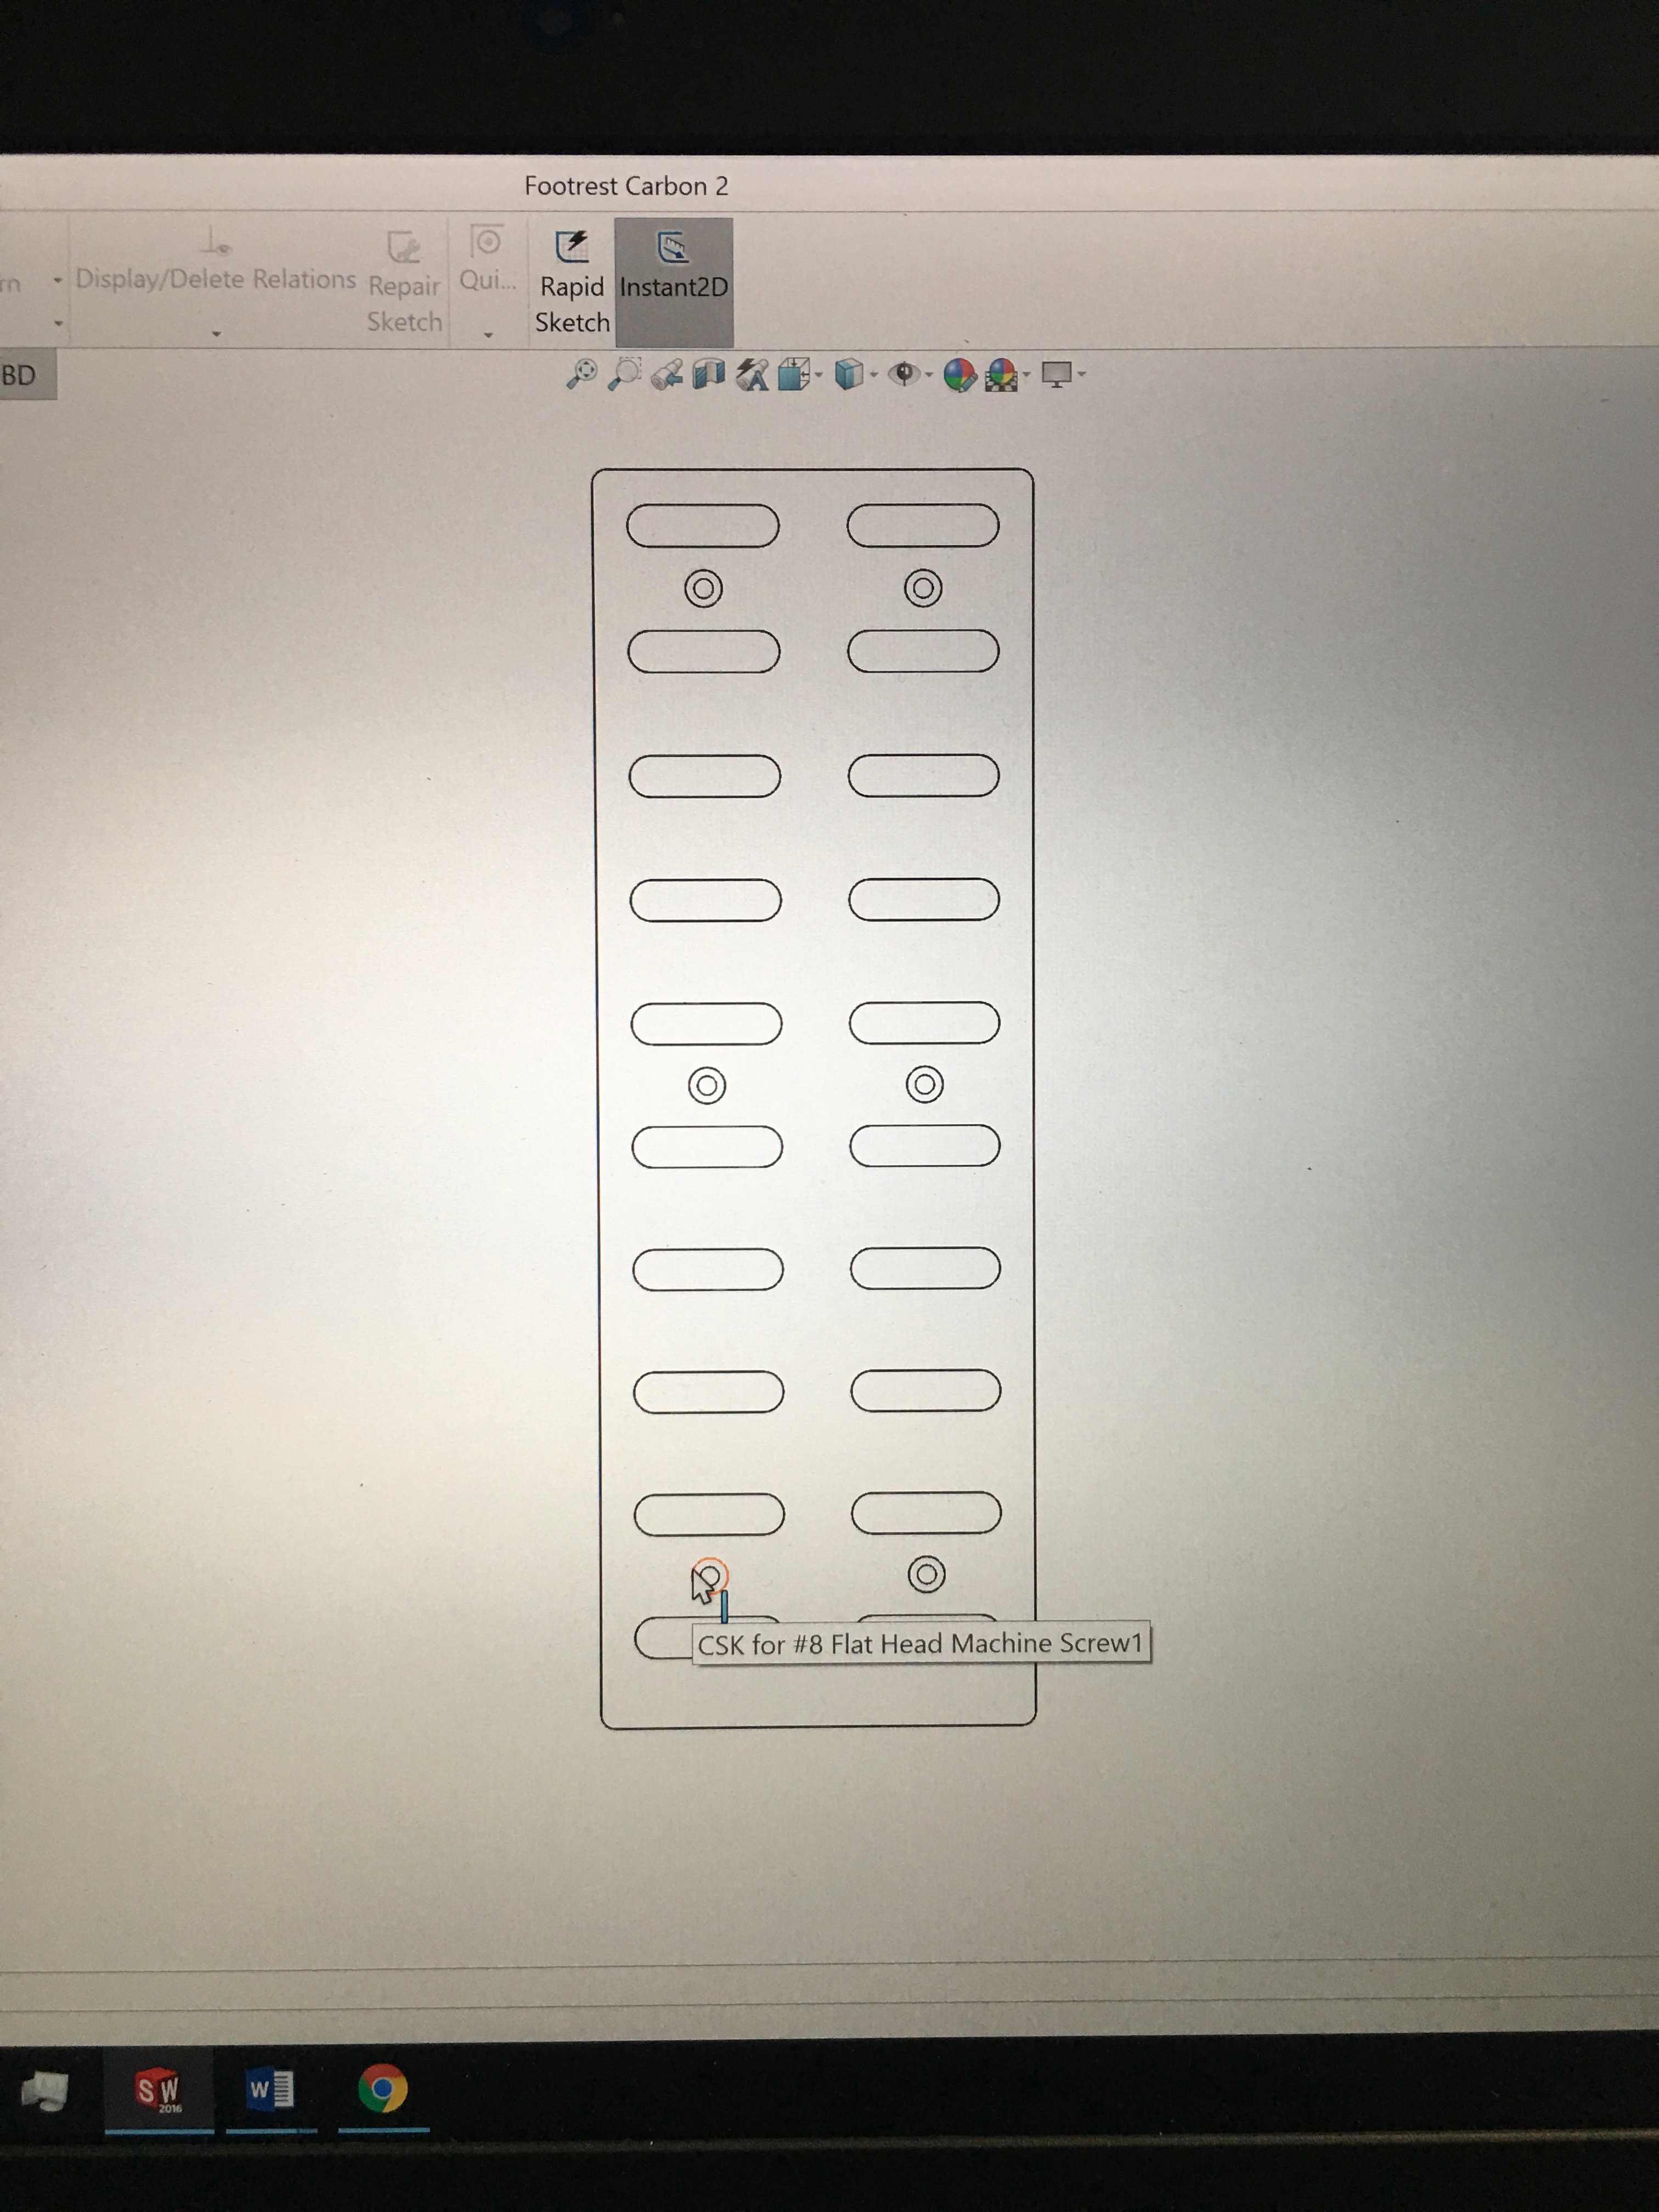 Footrest Carbon 2
Display/Delete Relations
Repair
Sketch
Qui...
Rapid
Sketch
Instant2D
BD
CSK for #8 Flat Head Machine Screw1
SW
2016
W